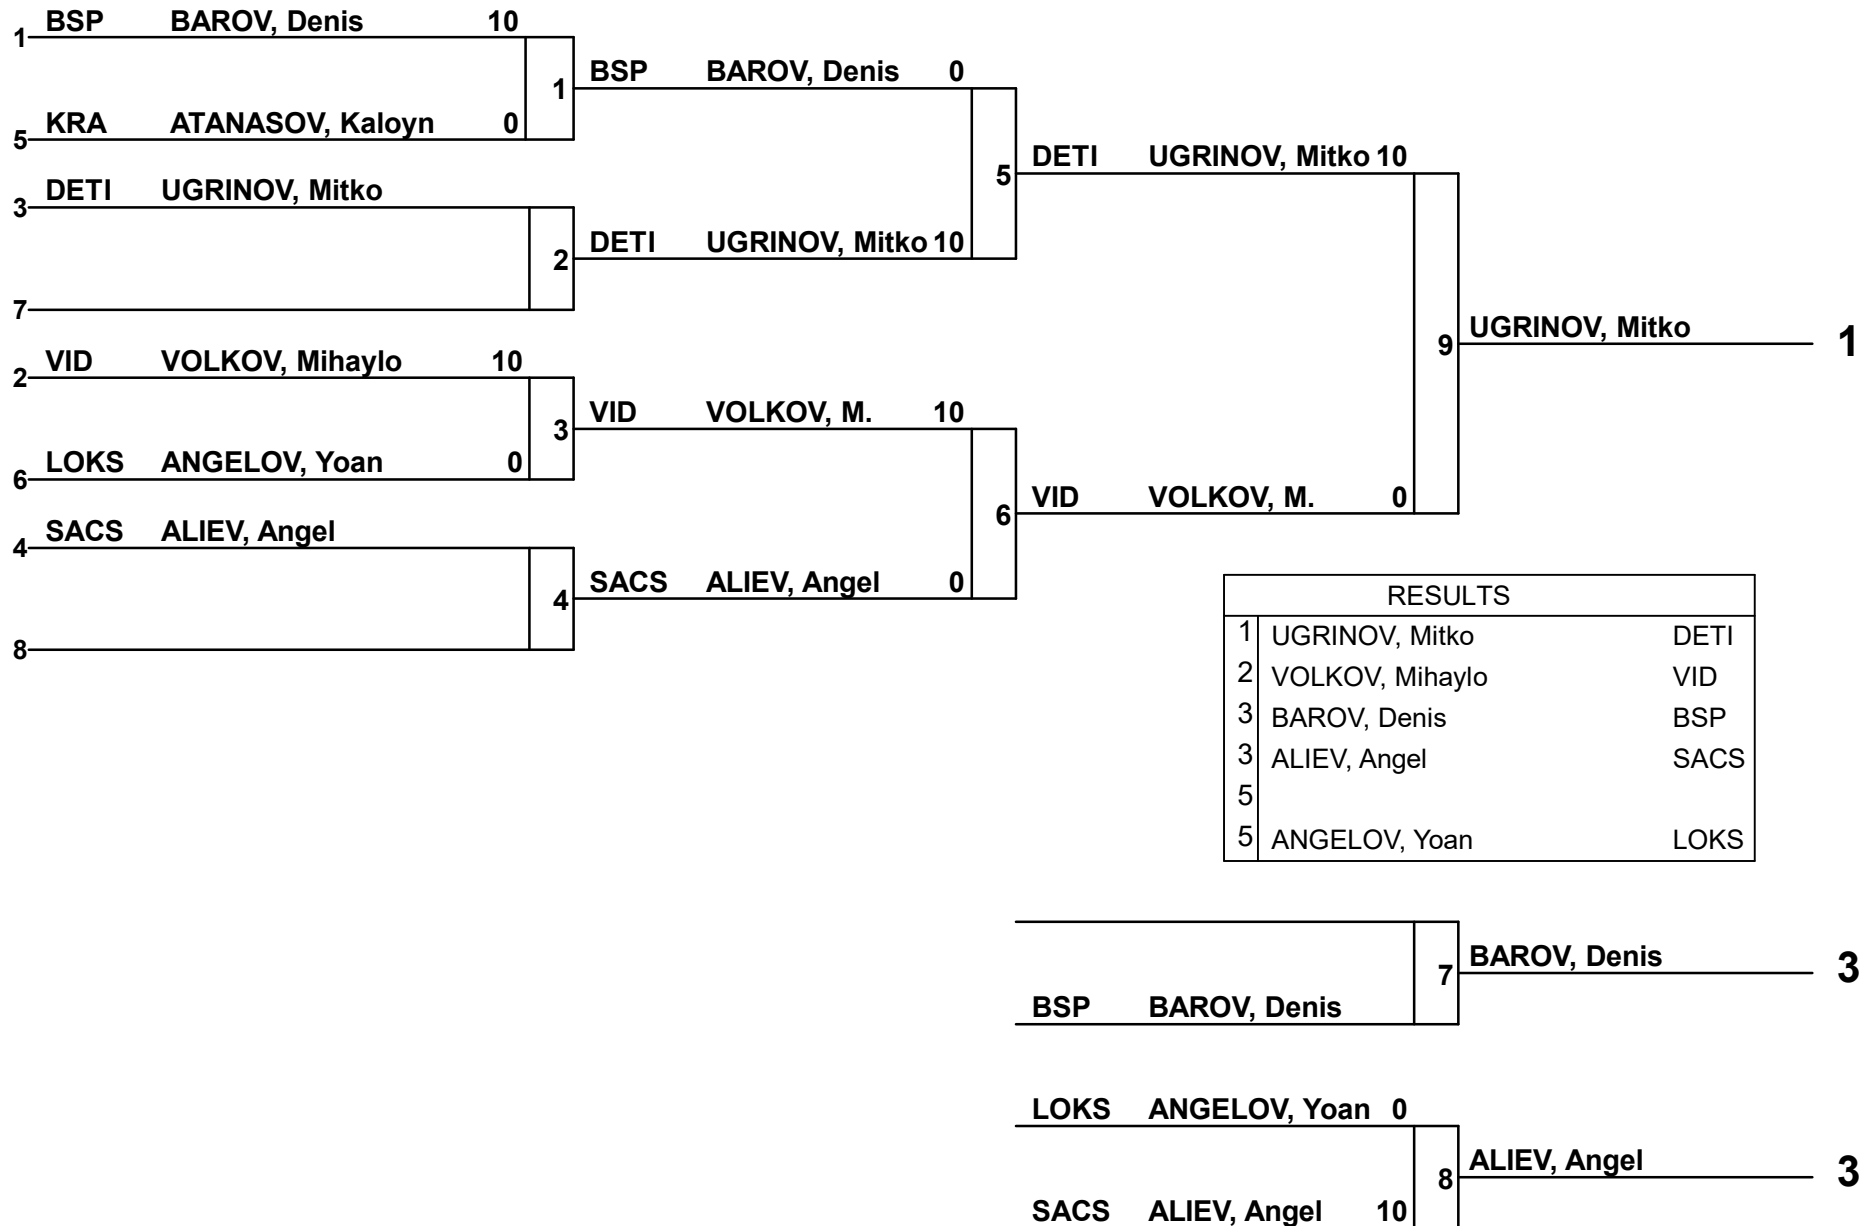 1 BSP BAROV, Denis 10
5 KRA ATANASOV, Kaloyn 0
1
BSP BAROV, Denis 0
3 DETI UGRINOV, Mitko
7
2
DETI UGRINOV, Mitko 10
5
DETI UGRINOV, Mitko 10
2 VID VOLKOV, Mihaylo 10
6 LOKS ANGELOV, Yoan 0
3
VID VOLKOV, M. 10
4 SACS ALIEV, Angel
8
4
SACS ALIEV, Angel 0
6
VID VOLKOV, M. 0
9
UGRINOV, Mitko 1
RESULTS
1 UGRINOV, Mitko DETI
2 VOLKOV, Mihaylo VID
3 BAROV, Denis BSP
3 ALIEV, Angel SACS
5
5 ANGELOV, Yoan LOKS
7
BAROV, Denis 3
BSP BAROV, Denis
LOKS ANGELOV, Yoan 0
8
ALIEV, Angel 3
SACS ALIEV, Angel 10